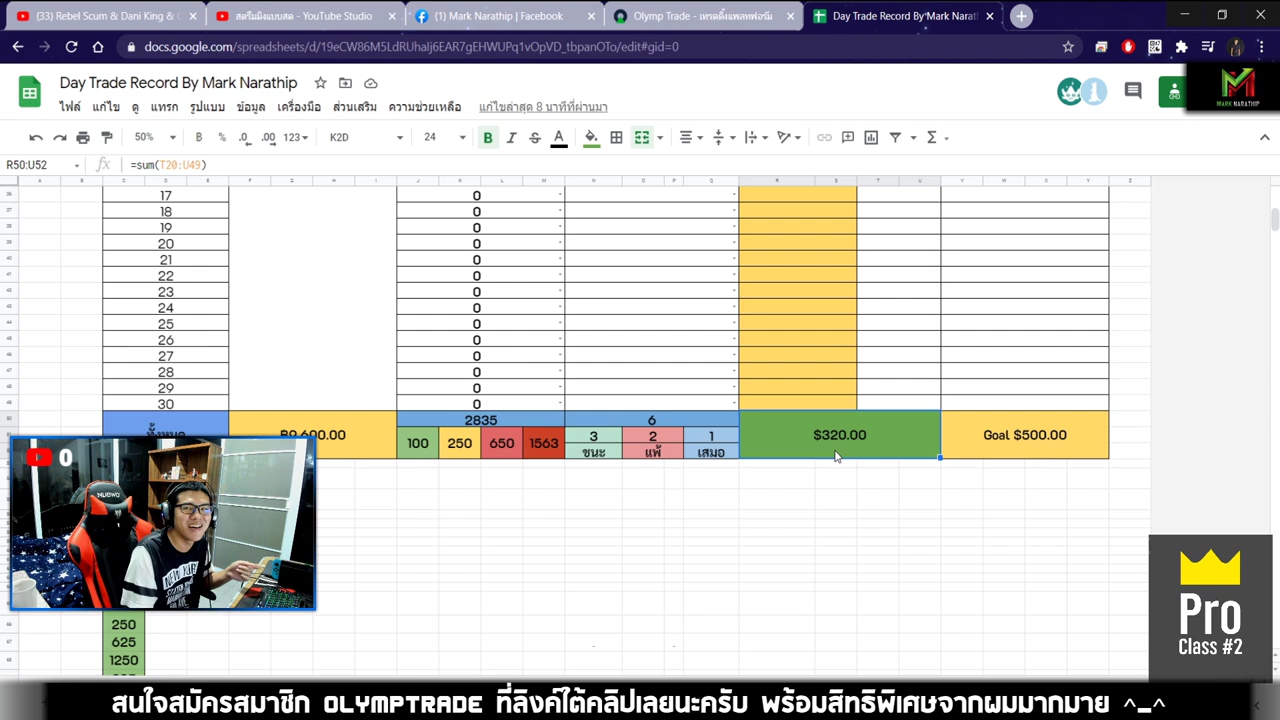 (33) Rebel Scum & Dani King &
สตรีมมิงแบบสด - YouTube Studio
(1) Mark Narathip | Facebook
Olymp Trade - เทรดดิ้งแพลทฟอร์ม
Day Trade Record By Mark Narat
docs.google.com/spreadsheets/d/19eCW86M5LdRUhalj6EAR7gEHWUPq1vOpVD_tbpanOTo/edit#gid=0
Day Trade Record By Mark Narathip
ไฟล์ แก้ไข ดู แทรก รูปแบบ ข้อมูล เครื่องมือ ส่วนเสริม ความช่วยเหลือ แก้ไขล่าสุด 8 นาทีที่ผ่านมา
MARK NARATHIP
50% B % .0 .00 123 K2D 24 B I S A
R50:U52 fx =sum(T20:U49)
17 0
18 0
19 0
20 0
21 0
22 0
23 0
24 0
25 0
26 0
27 0
28 0
29 0
30 0
2835 6
฿9,600.00 100 250 650 1563 3 2 1 $320.00 Goal $500.00
ชนะ แพ้ เสมอ
0
NUBWO
250
625
1250
Pro
Class #2
สนใจสมัครสมาชิก OLYMPTRADE ที่ลิงค์ใต้คลิปเลยนะครับ พร้อมสิทธิพิเศษจากผมมากมาย ^_^